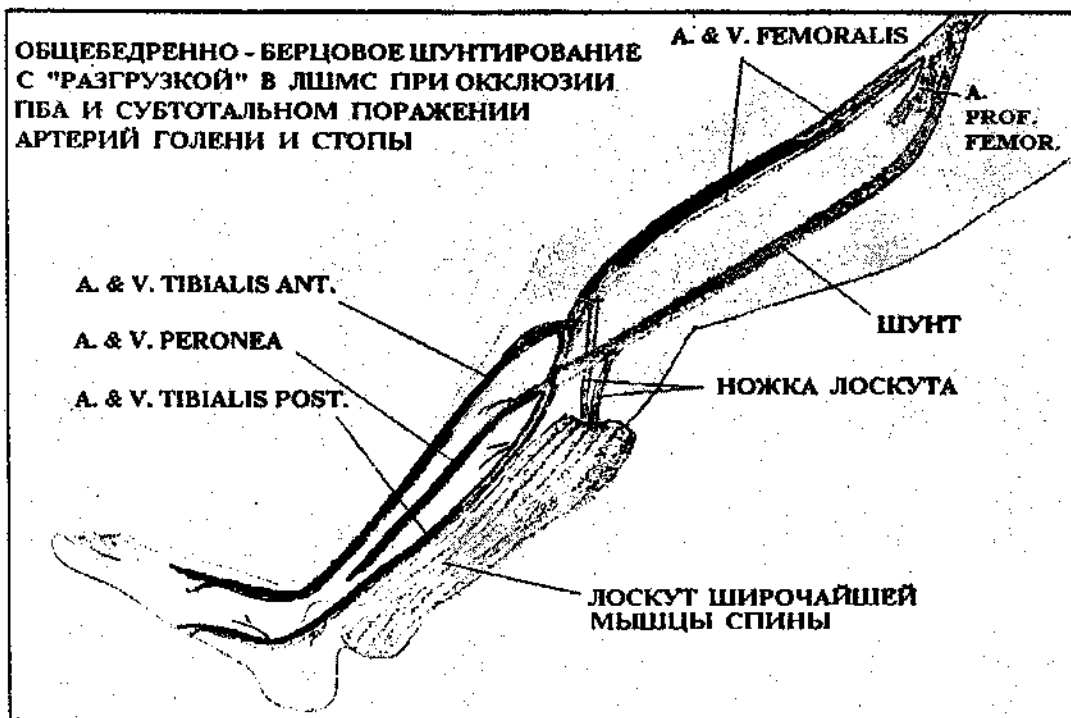 ОБЩЕБЕДРЕННО - БЕРЦОВОЕ ШУНТИРОВАНИЕ
С "РАЗГРУЗКОЙ" В ЛШМС ПРИ ОККЛЮЗИИ
ПБА И СУБТОТАЛЬНОМ ПОРАЖЕНИИ
АРТЕРИЙ ГОЛЕНИ И СТОПЫ
A. & V. FEMORALIS
A.
PROF.
FEMOR.
A. & V. TIBIALIS ANT.
A. & V. PERONEA
A. & V. TIBIALIS POST.
ШУНТ
НОЖКА ЛОСКУТА
ЛОСКУТ ШИРОЧАЙШЕЙ
МЫШЦЫ СПИНЫ